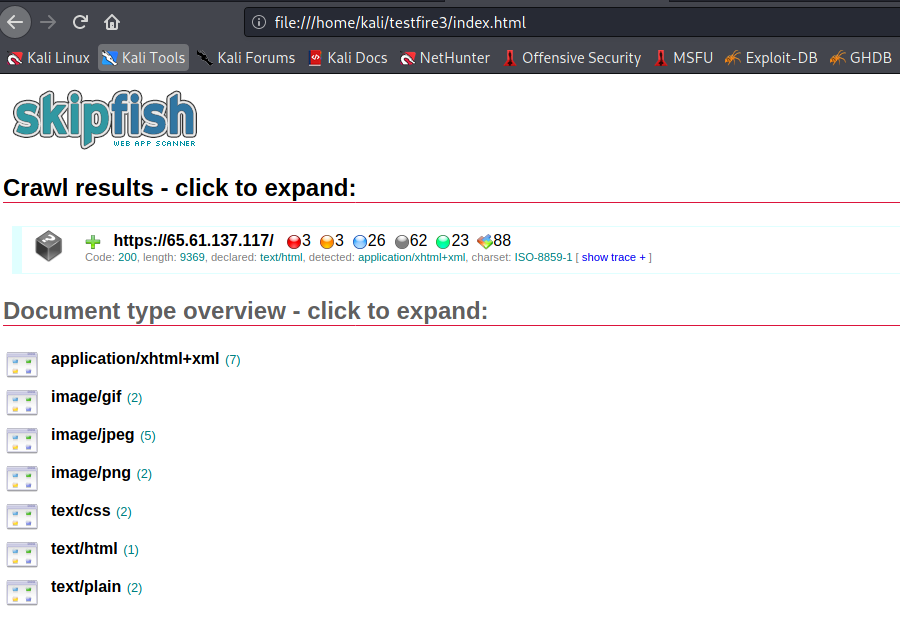 file:///home/kali/testfire3/index.html
Kali Linux Kali Tools Kali Forums Kali Docs NetHunter Offensive Security MSFU Exploit-DB GHDB
skipfish
WEB APP SCANNER
Crawl results - click to expand:
https://65.61.137.117/ 3 3 26 62 23 88
Code: 200, length: 9369, declared: text/html, detected: application/xhtml+xml, charset: ISO-8859-1 [ show trace + ]
Document type overview - click to expand:
application/xhtml+xml (7)
image/gif (2)
image/jpeg (5)
image/png (2)
text/css (2)
text/html (1)
text/plain (2)